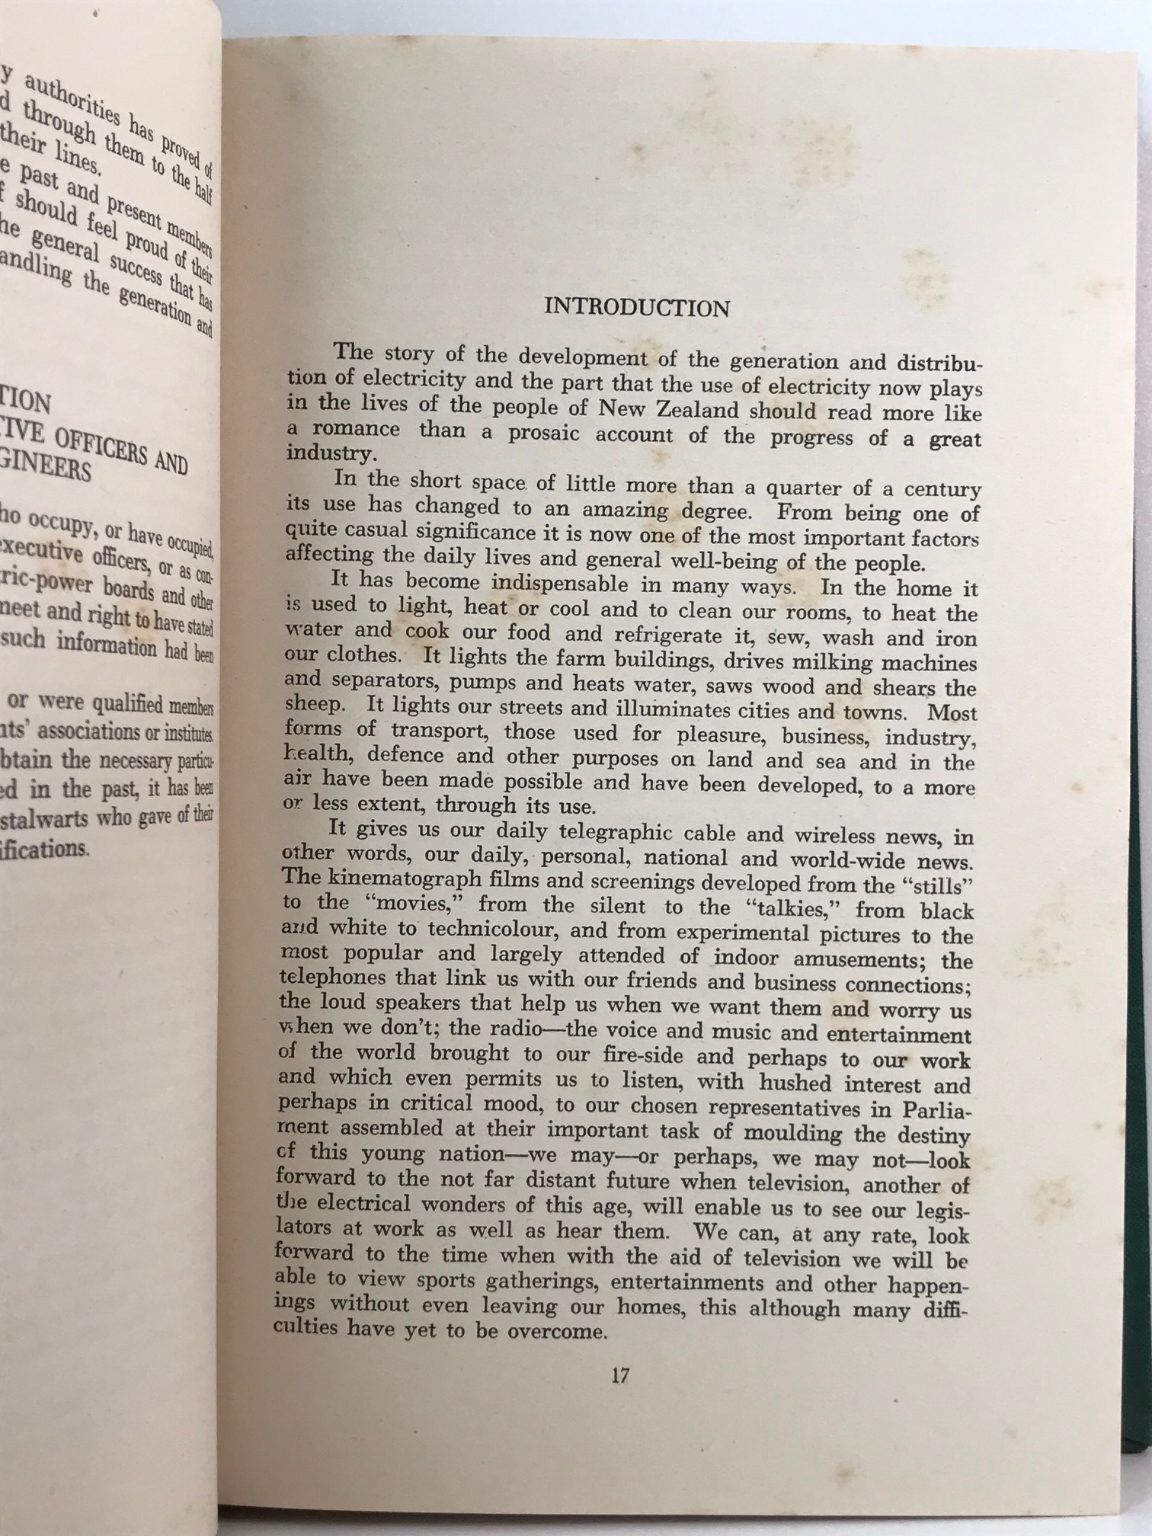 y authorities has proved of
d through them to the half
their lines.
e past and present members
f should feel proud of their
he general success that has
andling the generation and
TION
TIVE OFFICERS AND
GINEERS
ho occupy, or have occupied,
executive officers, or as con-
ric-power boards and other
meet and right to have stated
such information had been
or were qualified members
nts' associations or institutes.
btain the necessary particu-
ed in the past, it has been
stalwarts who gave of their
ifications.
INTRODUCTION
The story of the development of the generation and distribu-
tion of electricity and the part that the use of electricity now plays
in the lives of the people of New Zealand should read more like
a romance than a prosaic account of the progress of a great
industry.
In the short space of little more than a quarter of a century
its use has changed to an amazing degree. From being one of
quite casual significance it is now one of the most important factors
affecting the daily lives and general well-being of the people.
It has become indispensable in many ways. In the home it
is used to light, heat or cool and to clean our rooms, to heat the
water and cook our food and refrigerate it, sew, wash and iron
our clothes. It lights the farm buildings, drives milking machines
and separators, pumps and heats water, saws wood and shears the
sheep. It lights our streets and illuminates cities and towns. Most
forms of transport, those used for pleasure, business, industry,
health, defence and other purposes on land and sea and in the
air have been made possible and have been developed, to a more
or less extent, through its use.
It gives us our daily telegraphic cable and wireless news, in
other words, our daily, personal, national and world-wide news.
The kinematograph films and screenings developed from the “stills”
to the “movies,” from the silent to the “talkies,” from black
and white to technicolour, and from experimental pictures to the
most popular and largely attended of indoor amusements; the
telephones that link us with our friends and business connections;
the loud speakers that help us when we want them and worry us
when we don't; the radio—the voice and music and entertainment
of the world brought to our fire-side and perhaps to our work
and which even permits us to listen, with hushed interest and
perhaps in critical mood, to our chosen representatives in Parlia-
ment assembled at their important task of moulding the destiny
of this young nation—we may—or perhaps, we may not—look
forward to the not far distant future when television, another of
the electrical wonders of this age, will enable us to see our legis-
lators at work as well as hear them. We can, at any rate, look
forward to the time when with the aid of television we will be
able to view sports gatherings, entertainments and other happen-
ings without even leaving our homes, this although many diffi-
culties have yet to be overcome.
17